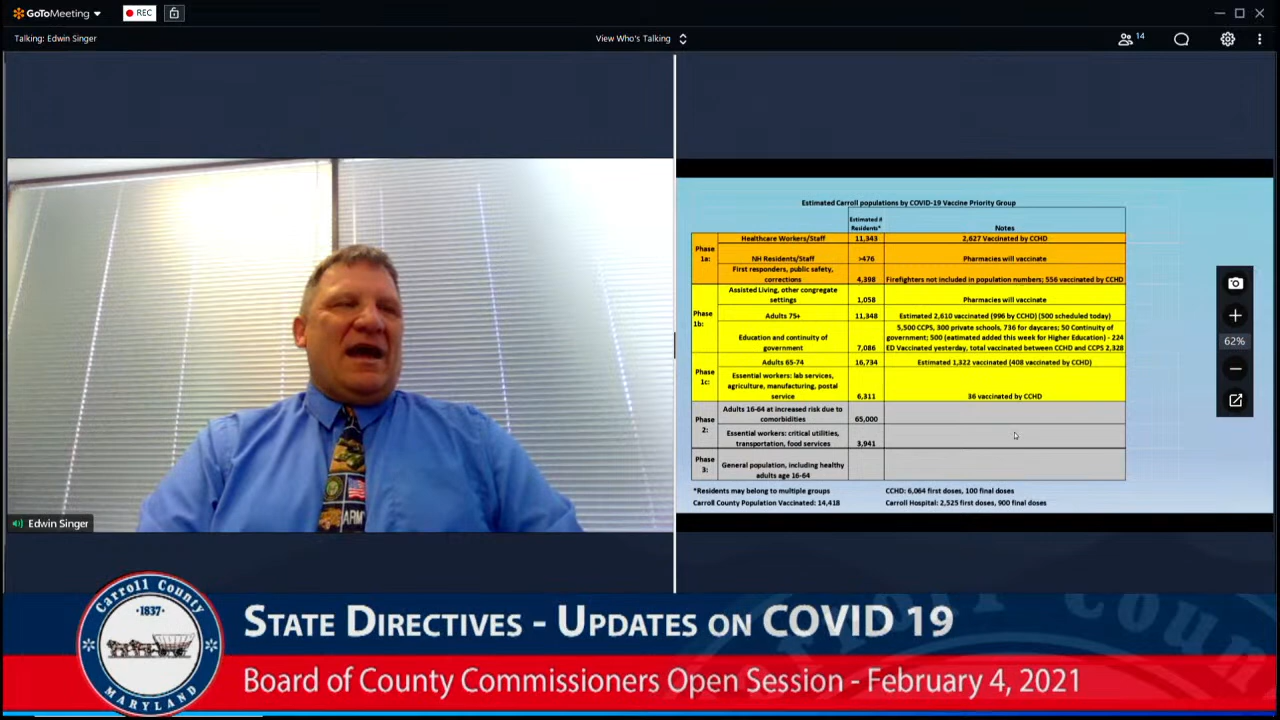 GoToMeeting
REC
Talking: Edwin Singer
View Who's Talking
14
Estimated Carroll populations by COVID-19 Vaccine Priority Group
Estimated #
Residents*
Notes
Phase
1a:
Healthcare Workers/Staff
11,343
2,627 Vaccinated by CCHD
NH Residents/Staff
>476
Pharmacies will vaccinate
First responders, public safety,
corrections
4,398
Firefighters not included in population numbers; 556 vaccinated by CCHD
Phase
1b:
Assisted Living, other congregate
settings
1,058
Pharmacies will vaccinate
Adults 75+
11,348
Estimated 2,610 vaccinated (996 by CCHD) (500 scheduled today)
Education and continuity of
government
7,086
5,500 CCPS, 300 private schools, 736 for daycares; 50 Continuity of
government; 500 (eatimated added this week for Higher Education) - 224
ED Vaccinated yesterday, total vaccinated between CCHD and CCPS 2,328
Phase
1c:
Adults 65-74
16,734
Estimated 1,322 vaccinated (408 vaccinated by CCHD)
Essential workers: lab services,
agriculture, manufacturing, postal
service
6,311
36 vaccinated by CCHD
Phase
2:
Adults 16-64 at increased risk due to
comorbidities
65,000
Essential workers: critical utilities,
transportation, food services
3,941
Phase
3:
General population, including healthy
adults age 16-64
*Residents may belong to multiple groups
Carroll County Population Vaccinated: 14,418
CCHD: 6,064 first doses, 100 final doses
Carroll Hospital: 2,525 first doses, 900 final doses
62%
ARMY
Edwin Singer
Carroll County
·1837·
MARYLAND
STATE DIRECTIVES - UPDATES ON COVID 19
Board of County Commissioners Open Session - February 4, 2021